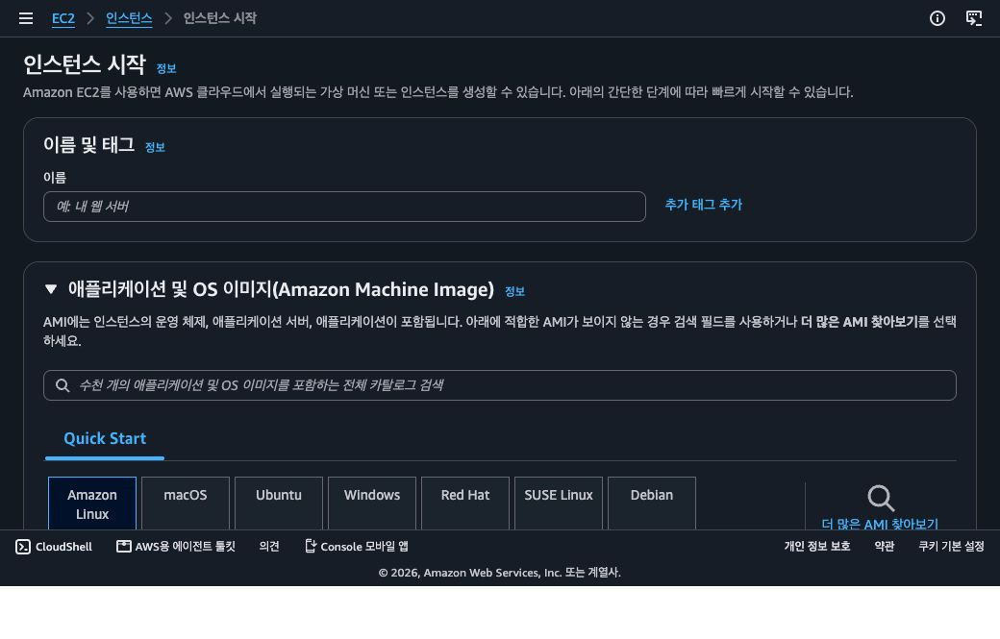 EC2 > 인스턴스 > 인스턴스 시작
인스턴스 시작 정보
Amazon EC2를 사용하면 AWS 클라우드에서 실행되는 가상 머신 또는 인스턴스를 생성할 수 있습니다. 아래의 간단한 단계에 따라 빠르게 시작할 수 있습니다.
이름 및 태그 정보
이름
예: 내 웹 서버
추가 태그 추가
애플리케이션 및 OS 이미지(Amazon Machine Image) 정보
AMI에는 인스턴스의 운영 체제, 애플리케이션 서버, 애플리케이션이 포함됩니다. 아래에 적합한 AMI가 보이지 않는 경우 검색 필드를 사용하거나 더 많은 AMI 찾아보기를 선택
하세요.
수천 개의 애플리케이션 및 OS 이미지를 포함하는 전체 카탈로그 검색
Quick Start
Amazon
Linux
macOS
Ubuntu
Windows
Red Hat
SUSE Linux
Debian
더 많은 AMI 찾아보기
CloudShell AWS용 에이전트 툴킷 의견 Console 모바일 앱 개인 정보 보호 약관 쿠키 기본 설정
© 2026, Amazon Web Services, Inc. 또는 계열사.